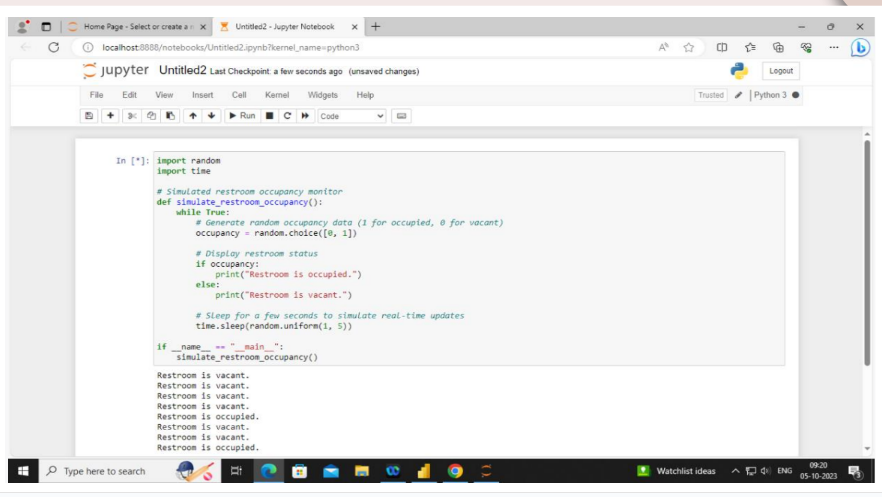 Home Page - Select or create a n
Untitled2 - Jupyter Notebook
localhost:8888/notebooks/Untitled2.ipynb?kernel_name=python3
jupyter Untitled2 Last Checkpoint: a few seconds ago (unsaved changes)
Logout
File Edit View Insert Cell Kernel Widgets Help
Trusted Python 3
Run Code
In [*]: import random
import time
# Simulated restroom occupancy monitor
def simulate_restroom_occupancy():
    while True:
        # Generate random occupancy data (1 for occupied, 0 for vacant)
        occupancy = random.choice([0, 1])
        # Display restroom status
        if occupancy:
            print("Restroom is occupied.")
        else:
            print("Restroom is vacant.")
        # Sleep for a few seconds to simulate real-time updates
        time.sleep(random.uniform(1, 5))
if __name__ == "__main__":
    simulate_restroom_occupancy()
Restroom is vacant.
Restroom is vacant.
Restroom is vacant.
Restroom is vacant.
Restroom is occupied.
Restroom is vacant.
Restroom is vacant.
Restroom is occupied.
Type here to search
Watchlist ideas
ENG
09:20
05-10-2023